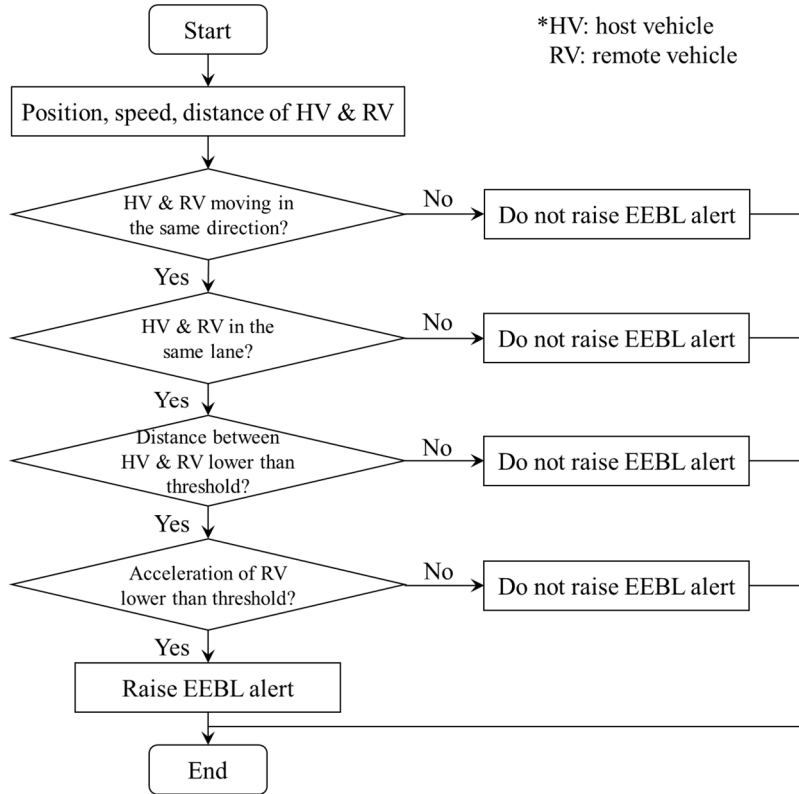 Start
*HV: host vehicle
RV: remote vehicle
Position, speed, distance of HV & RV
HV & RV moving in
the same direction?
No
Do not raise EEBL alert
Yes
HV & RV in the
same lane?
No
Do not raise EEBL alert
Yes
Distance between
HV & RV lower than
threshold?
No
Do not raise EEBL alert
Yes
Acceleration of RV
lower than threshold?
No
Do not raise EEBL alert
Yes
Raise EEBL alert
End